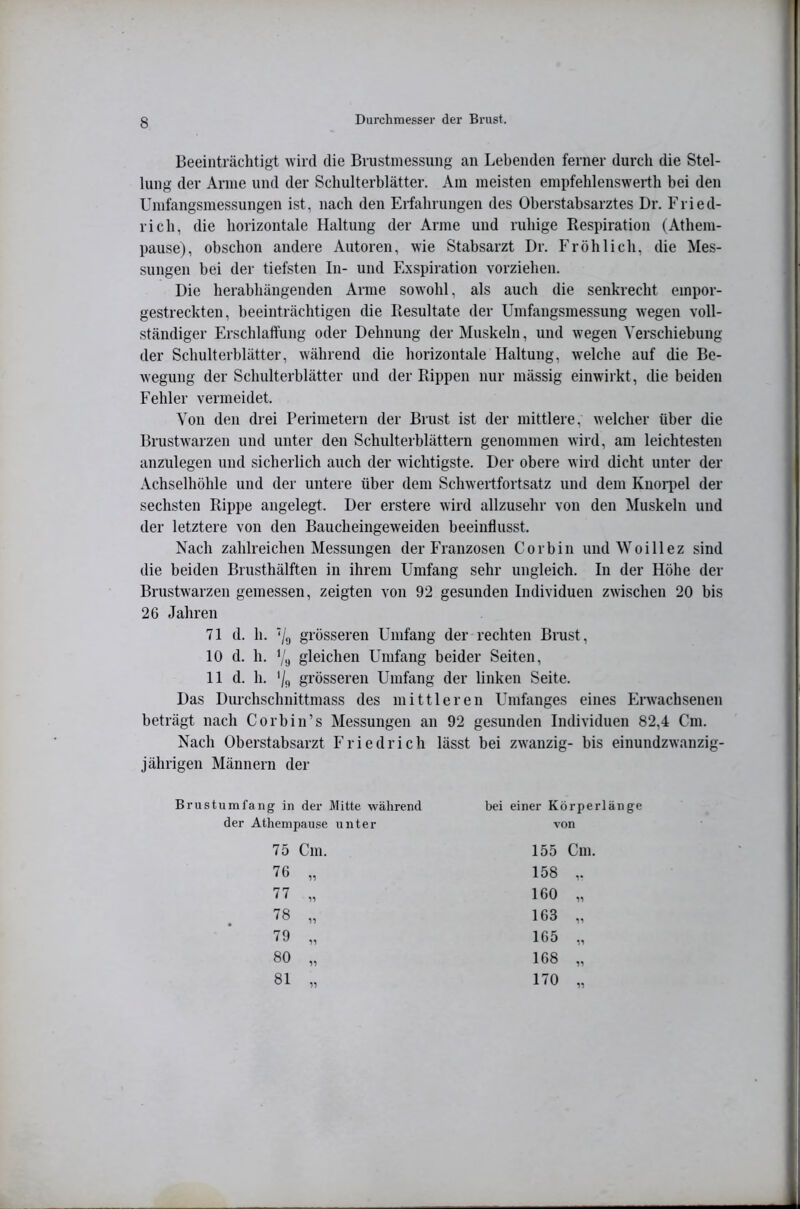 8
Durchmesser der Brust.
Beeinträchtigt wird die Brustmessung an Lebenden ferner durch die Stel-
lung der Arme und der Schulterblätter. Am meisten empfehlenswerth bei den
Umfangsmessungen ist, nach den Erfahrungen des Oberstabsarztes Dr. Fried-
rich, die horizontale Haltung der Arme und ruhige Respiration (Athem-
pause), obschon andere Autoren, wie Stabsarzt Dr. Fröhlich, die Mes-
sungen bei der tiefsten In- und Exspiration vorziehen.
Die herabhängenden Arme sowohl, als auch die senkrecht empor-
gestreckten, beeinträchtigen die Resultate der Umfangsmessung wegen voll-
ständiger Erschlaffung oder Dehnung der Muskeln, und wegen Verschiebung
der Schulterblätter, während die horizontale Haltung, welche auf die Be-
wegung der Schulterblätter und der Rippen nur mässig einwirkt, die beiden
Fehler vermeidet.
Von den drei Perimetern der Brust ist der mittlere, welcher über die
Brustwarzen und unter den Schulterblättern genommen wird, am leichtesten
anzulegen und sicherlich auch der wichtigste. Der obere wird dicht unter der
Achselhöhle und der untere über dem Schwertfortsatz und dem Knorpel der
sechsten Rippe angelegt. Der erstere wird allzusehr von den Muskeln und
der letztere von den Baucheingeweiden beeinflusst.
Nach zahlreichen Messungen der Franzosen Corbin und Woillez sind
die beiden Brusthälften in ihrem Umfang sehr ungleich. In der Höhe der
Brustwarzen gemessen, zeigten von 92 gesunden Individuen zwischen 20 bis
26 Jahren
71 d. h. 7/9 grösseren Umfang der rechten Brust,
10 d. h. 1/9 gleichen Umfang beider Seiten,
11 d. h. 1/9 grösseren Umfang der linken Seite.
Das Durchschnittmass des mittleren Umfanges eines Erwachsenen
beträgt nach Corbin's Messungen an 92 gesunden Individuen 82,4 Cm.
Nach Oberstabsarzt Friedrich lässt bei zwanzig- bis einundzwanzig-
jährigen Männern der
Brustumfang in der Mitte während bei einer Körperlänge
der Athempause unter von
75 Cm. 155 Cm.
76 „ 158 „
77 „ 160 „
78 „ 163 „
79 „ 165 „
80 „ 168 „
81 „ 170 „